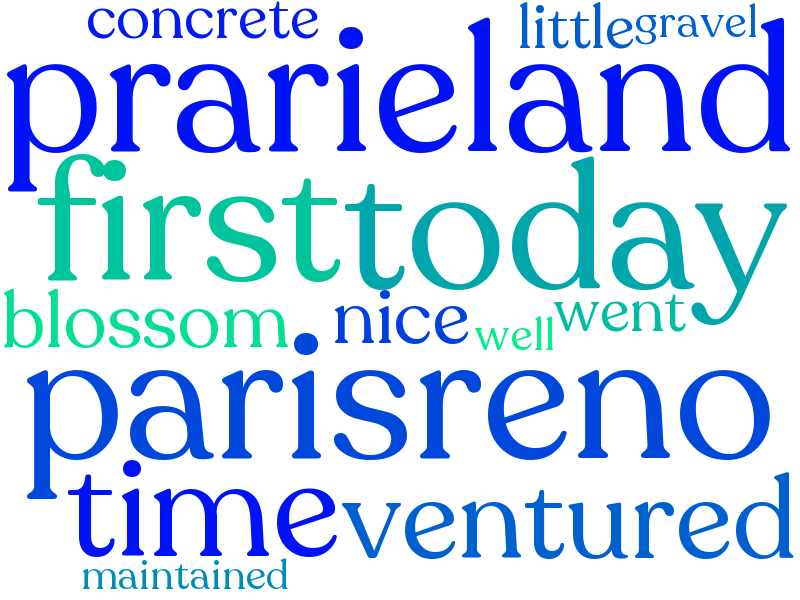 concrete little gravel
prarieland
first today
blossom nice well went
paris reno
time ventured
maintained